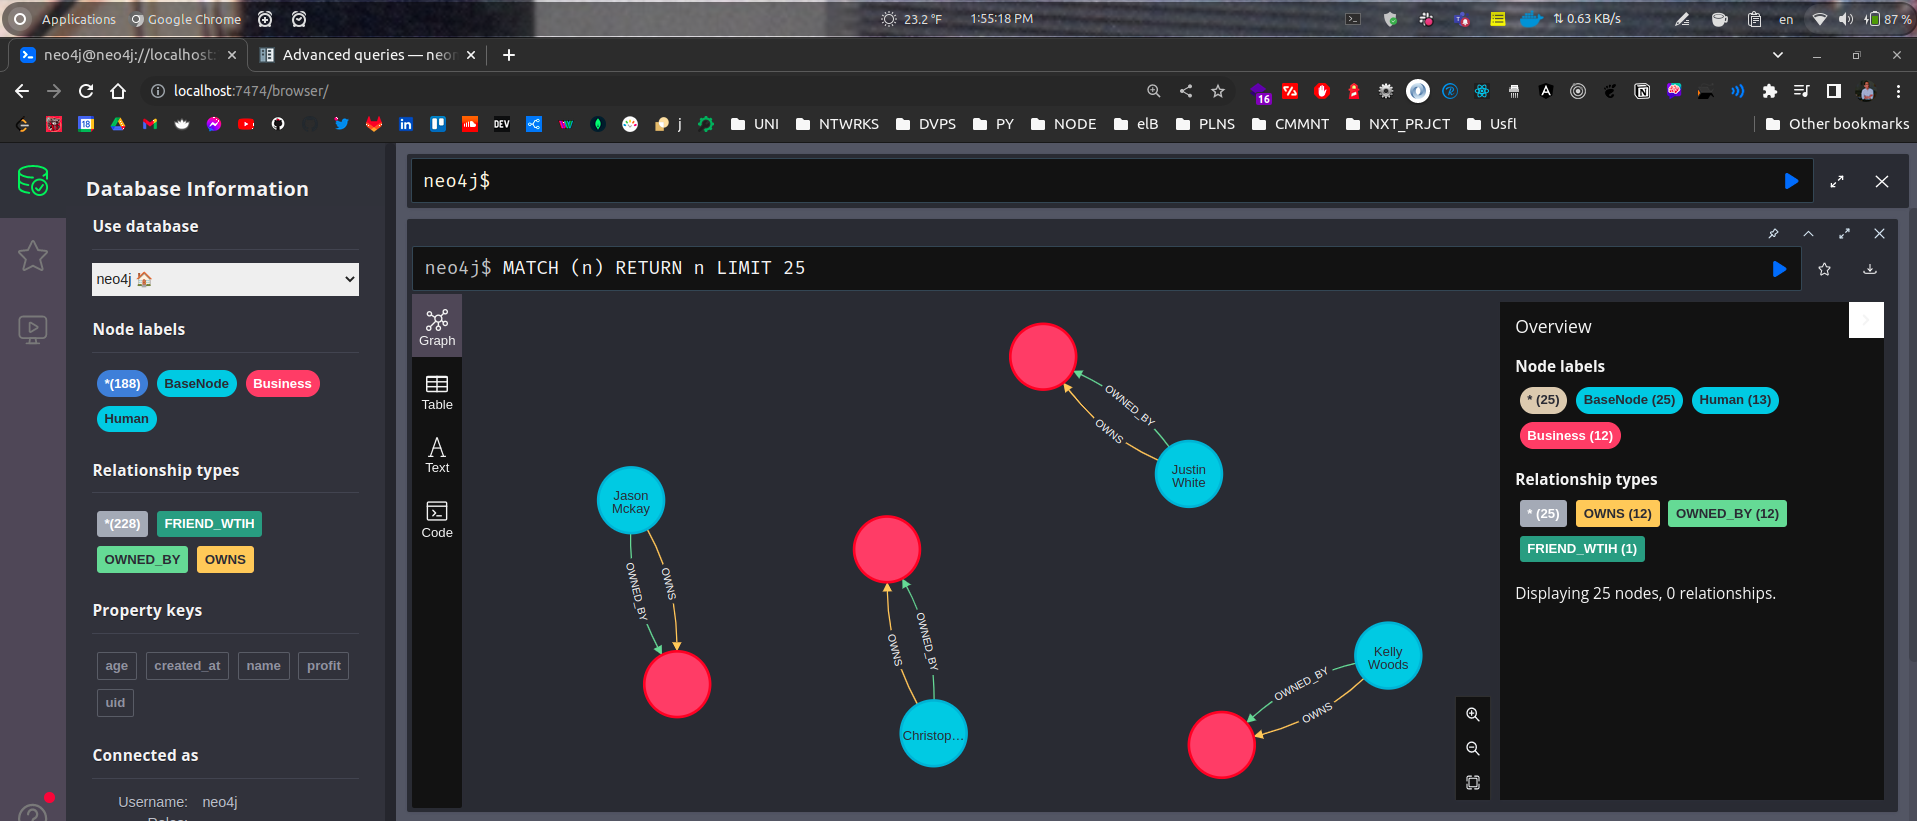 Applications Google Chrome 23.2 °F 1:55:18 PM 0.63 KB/s en 87 %
neo4j@neo4j://localhost: Advanced queries — neo
localhost:7474/browser/
16
18 DEV j UNI NTWRKS DVPS PY NODE elB PLNS CMMNT NXT_PRJCT Usfl Other bookmarks
Database Information
Use database
neo4j
Node labels
*(188) BaseNode Business
Human
Relationship types
*(228) FRIEND_WTIH
OWNED_BY OWNS
Property keys
age created_at name profit
uid
Connected as
Username: neo4j
Roles:
neo4j$
neo4j$ MATCH (n) RETURN n LIMIT 25
Graph
Table
Text
Code
OWNED_BY
OWNS
Justin
White
Jason
Mckay
OWNED_BY
OWNS
OWNS
OWNED_BY
Christop…
Kelly
Woods
OWNED_BY
OWNS
Overview
Node labels
* (25) BaseNode (25) Human (13)
Business (12)
Relationship types
* (25) OWNS (12) OWNED_BY (12)
FRIEND_WTIH (1)
Displaying 25 nodes, 0 relationships.